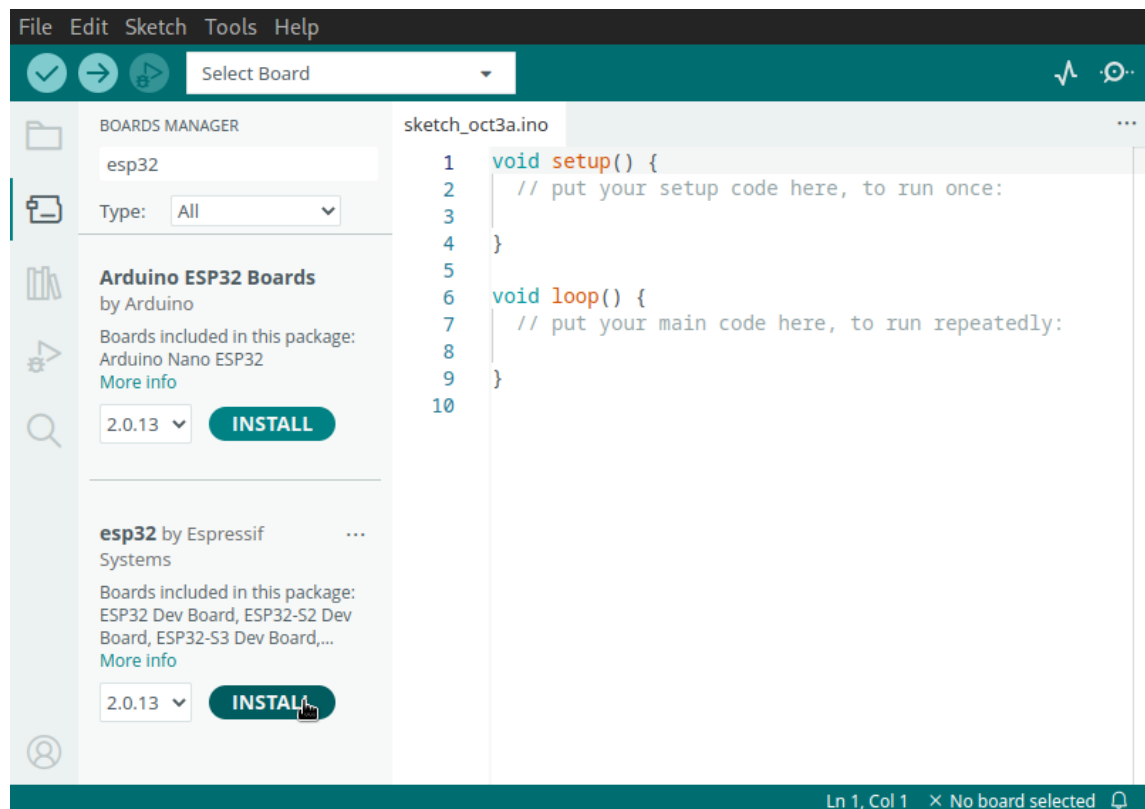 File Edit Sketch Tools Help
Select Board
BOARDS MANAGER
esp32
Type: All
Arduino ESP32 Boards
by Arduino
Boards included in this package:
Arduino Nano ESP32
More info
2.0.13 INSTALL
esp32 by Espressif
Systems
Boards included in this package:
ESP32 Dev Board, ESP32-S2 Dev
Board, ESP32-S3 Dev Board,...
More info
2.0.13 INSTALL
sketch_oct3a.ino
1 void setup() {
2 // put your setup code here, to run once:
3
4 }
5
6 void loop() {
7 // put your main code here, to run repeatedly:
8
9 }
10
Ln 1, Col 1 × No board selected